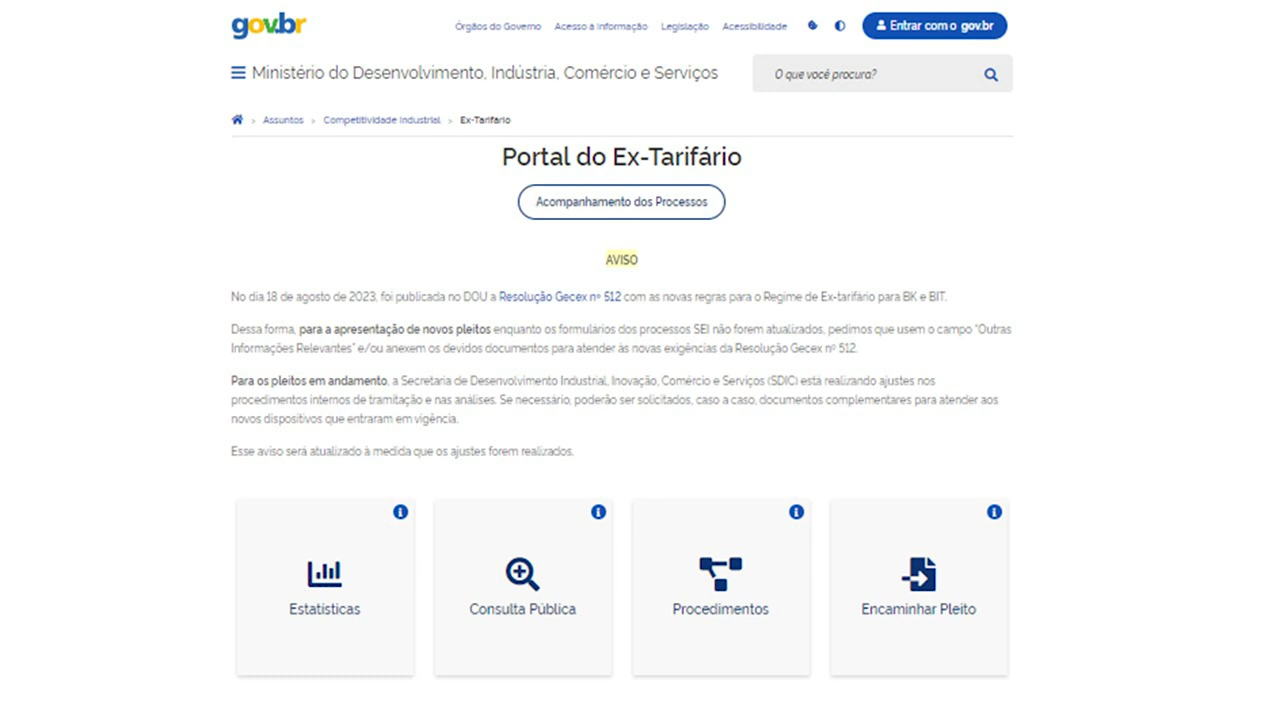 gov.br
Órgãos do Governo Acesso à Informação Legislação Acessibilidade Entrar com o gov.br
Ministério do Desenvolvimento, Indústria, Comércio e Serviços O que você procura?
> Assuntos > Competitividade Industrial > Ex-Tarifário
Portal do Ex-Tarifário
Acompanhamento dos Processos
AVISO
No dia 18 de agosto de 2023, foi publicada no DOU a Resolução Gecex nº 512 com as novas regras para o Regime de Ex-tarifário para BK e BIT.
Dessa forma, para a apresentação de novos pleitos enquanto os formulários dos processos SEI não forem atualizados, pedimos que usem o campo "Outras
Informações Relevantes" e/ou anexem os devidos documentos para atender às novas exigências da Resolução Gecex nº 512.
Para os pleitos em andamento, a Secretaria de Desenvolvimento Industrial, Inovação, Comércio e Serviços (SDIC) está realizando ajustes nos
procedimentos internos de tramitação e nas análises. Se necessário, poderão ser solicitados, caso a caso, documentos complementares para atender aos
novos dispositivos que entraram em vigência.
Esse aviso será atualizado à medida que os ajustes forem realizados.
Estatísticas Consulta Pública Procedimentos Encaminhar Pleito